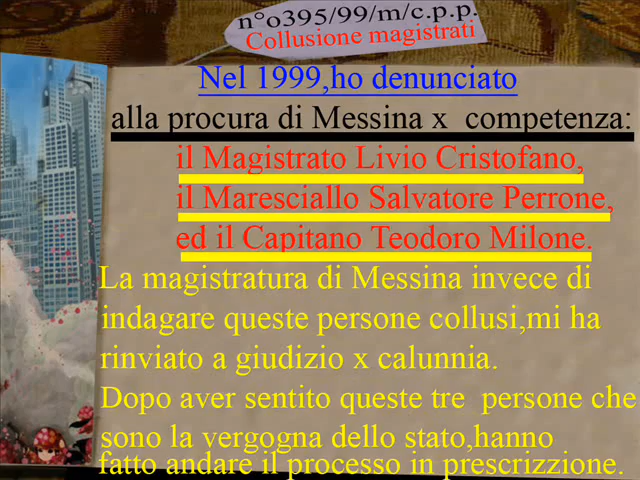 n°o395/99/m/c.p.p.
Collusione magistrati
Nel 1999,ho denunciato
alla procura di Messina x competenza:
il Magistrato Livio Cristofano,
il Maresciallo Salvatore Perrone,
ed il Capitano Teodoro Milone.
La magistratura di Messina invece di
indagare queste persone collusi,mi ha
rinviato a giudizio x calunnia.
Dopo aver sentito queste tre persone che
sono la vergogna dello stato,hanno
fatto andare il processo in prescrizzione.